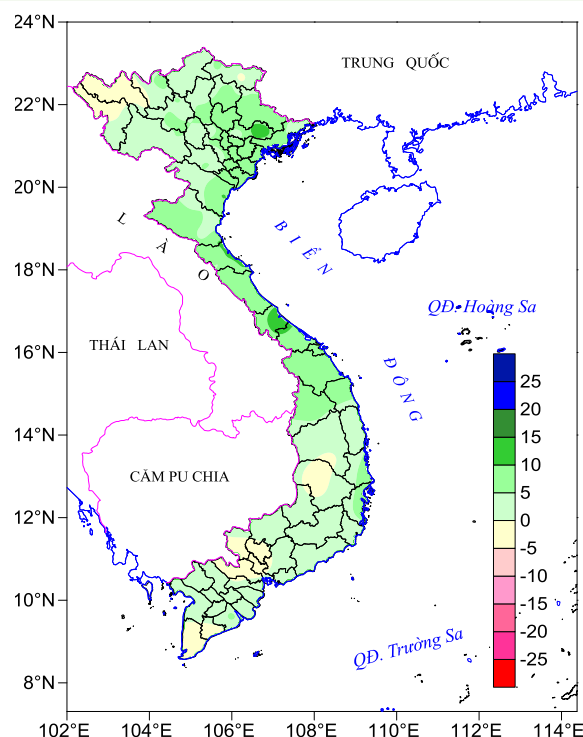 24°N
22°N
20°N
18°N
16°N
14°N
12°N
10°N
8°N
TRUNG QUỐC
LÀO
BIỂN
ĐÔNG
QĐ. Hoàng Sa
THÁI LAN
CĂM PU CHIA
QĐ. Trường Sa
25
20
15
10
5
0
-5
-10
-15
-20
-25
102°E 104°E 106°E 108°E 110°E 112°E 114°E